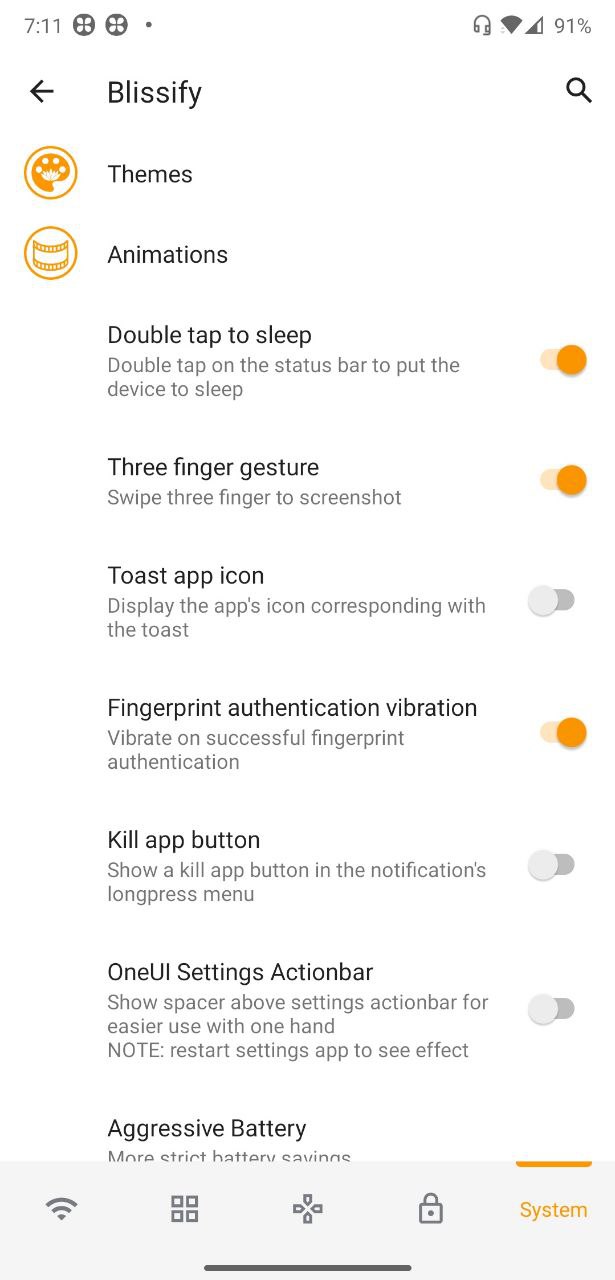 7:11
91%
Blissify
Themes
Animations
Double tap to sleep
Double tap on the status bar to put the
device to sleep
Three finger gesture
Swipe three finger to screenshot
Toast app icon
Display the app's icon corresponding with
the toast
Fingerprint authentication vibration
Vibrate on successful fingerprint
authentication
Kill app button
Show a kill app button in the notification's
longpress menu
OneUI Settings Actionbar
Show spacer above settings actionbar for
easier use with one hand
NOTE: restart settings app to see effect
Aggressive Battery
More strict battery savings
System